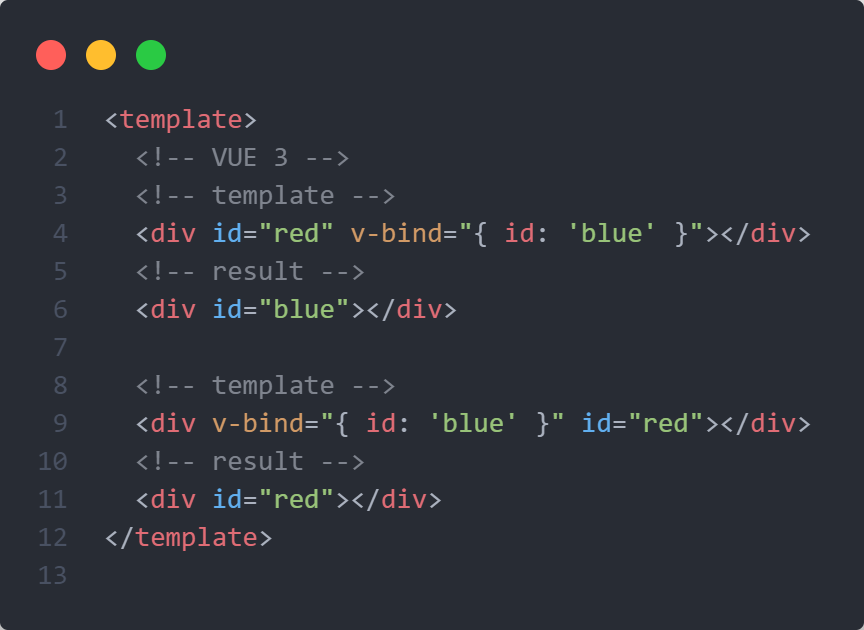 1 <template>
2   <!-- VUE 3 -->
3   <!-- template -->
4   <div id="red" v-bind="{ id: 'blue' }"></div>
5   <!-- result -->
6   <div id="blue"></div>
7
8   <!-- template -->
9   <div v-bind="{ id: 'blue' }" id="red"></div>
10   <!-- result -->
11   <div id="red"></div>
12 </template>
13